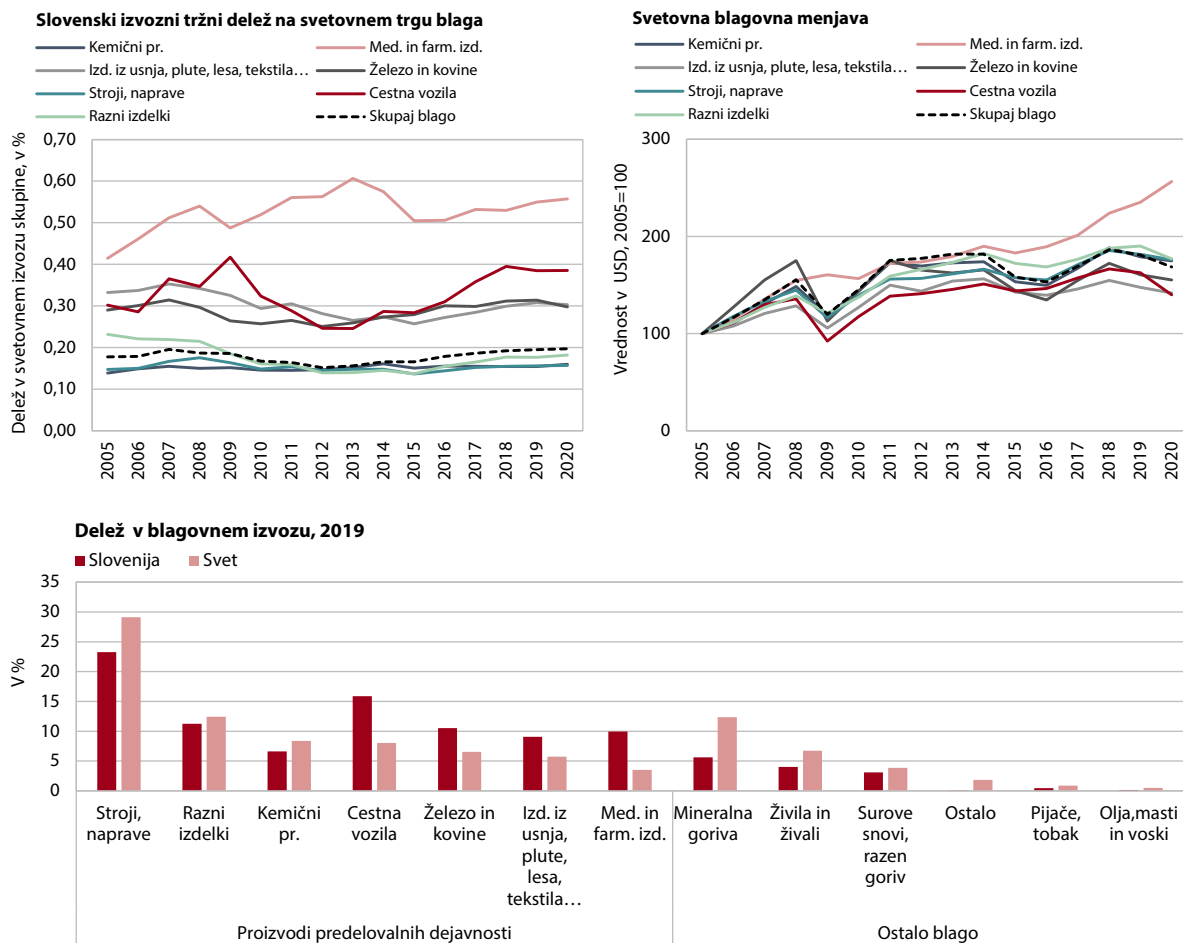 Slovenski izvozni tržni delež na svetovnem trgu blaga
Kemični pr.
Med. in farm. izd.
Izd. iz usnja, plute, lesa, tekstila…
Železo in kovine
Stroji, naprave
Cestna vozila
Razni izdelki
Skupaj blago
Delež v svetovnem izvozu skupine, v %
0,70
0,60
0,50
0,40
0,30
0,20
0,10
0,00
2005
2006
2007
2008
2009
2010
2011
2012
2013
2014
2015
2016
2017
2018
2019
2020
Svetovna blagovna menjava
Kemični pr.
Med. in farm. izd.
Izd. iz usnja, plute, lesa, tekstila…
Železo in kovine
Stroji, naprave
Cestna vozila
Razni izdelki
Skupaj blago
Vrednost v USD, 2005=100
300
200
100
0
2005
2006
2007
2008
2009
2010
2011
2012
2013
2014
2015
2016
2017
2018
2019
2020
Delež v blagovnem izvozu, 2019
Slovenija
Svet
V %
35
30
25
20
15
10
5
0
Stroji,
naprave
Razni
izdelki
Kemični
pr.
Cestna
vozila
Železo in
kovine
Izd. iz
usnja,
plute,
lesa,
tekstila…
Med. in
farm. izd.
Mineralna
goriva
Živila in
živali
Surove
snovi,
razen
goriv
Ostalo
Pijače,
tobak
Olja,masti
in voski
Proizvodi predelovalnih dejavnosti
Ostalo blago